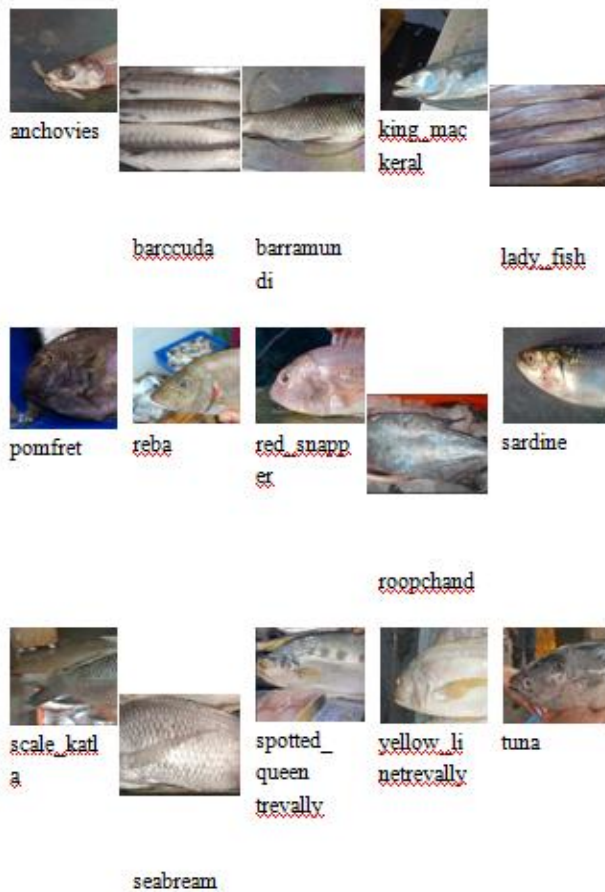 anchovies
king_mac
keral
barccuda
barramun
di
lady_fish
pomfret
reba
red_snapp
er
sardine
roopchand
scale_katl
a
spotted_
queen
trevally
yellow_li
netrevally
tuna
seabream